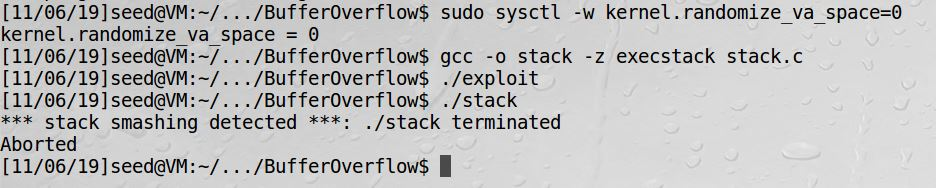 [11/06/19]seed@VM:~/.../BufferOverflow$ sudo sysctl -w kernel.randomize_va_space=0
kernel.randomize_va_space = 0
[11/06/19]seed@VM:~/.../BufferOverflow$ gcc -o stack -z execstack stack.c
[11/06/19]seed@VM:~/.../BufferOverflow$ ./exploit
[11/06/19]seed@VM:~/.../BufferOverflow$ ./stack
*** stack smashing detected ***: ./stack terminated
Aborted
[11/06/19]seed@VM:~/.../BufferOverflow$